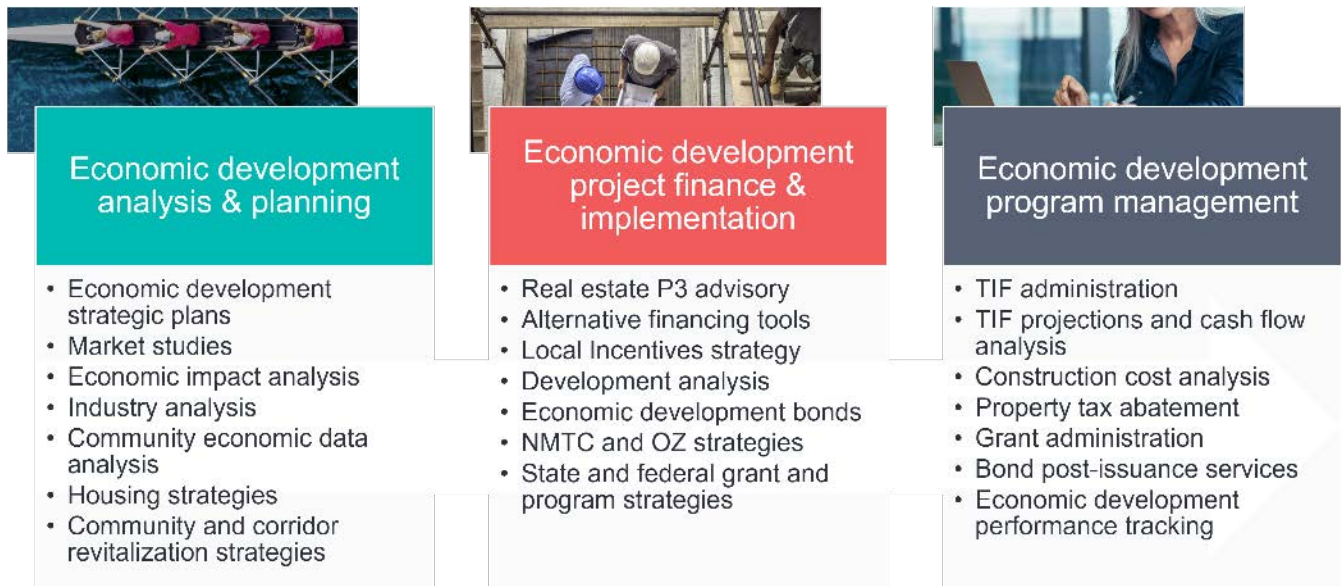 Economic development
analysis & planning
• Economic development
strategic plans
• Market studies
• Economic impact analysis
• Industry analysis
• Community economic data
analysis
• Housing strategies
• Community and corridor
revitalization strategies
Economic development
project finance &
implementation
• Real estate P3 advisory
• Alternative financing tools
• Local Incentives strategy
• Development analysis
• Economic development bonds
• NMTC and OZ strategies
• State and federal grant and
program strategies
Economic development
program management
• TIF administration
• TIF projections and cash flow
analysis
• Construction cost analysis
• Property tax abatement
• Grant administration
• Bond post-issuance services
• Economic development
performance tracking